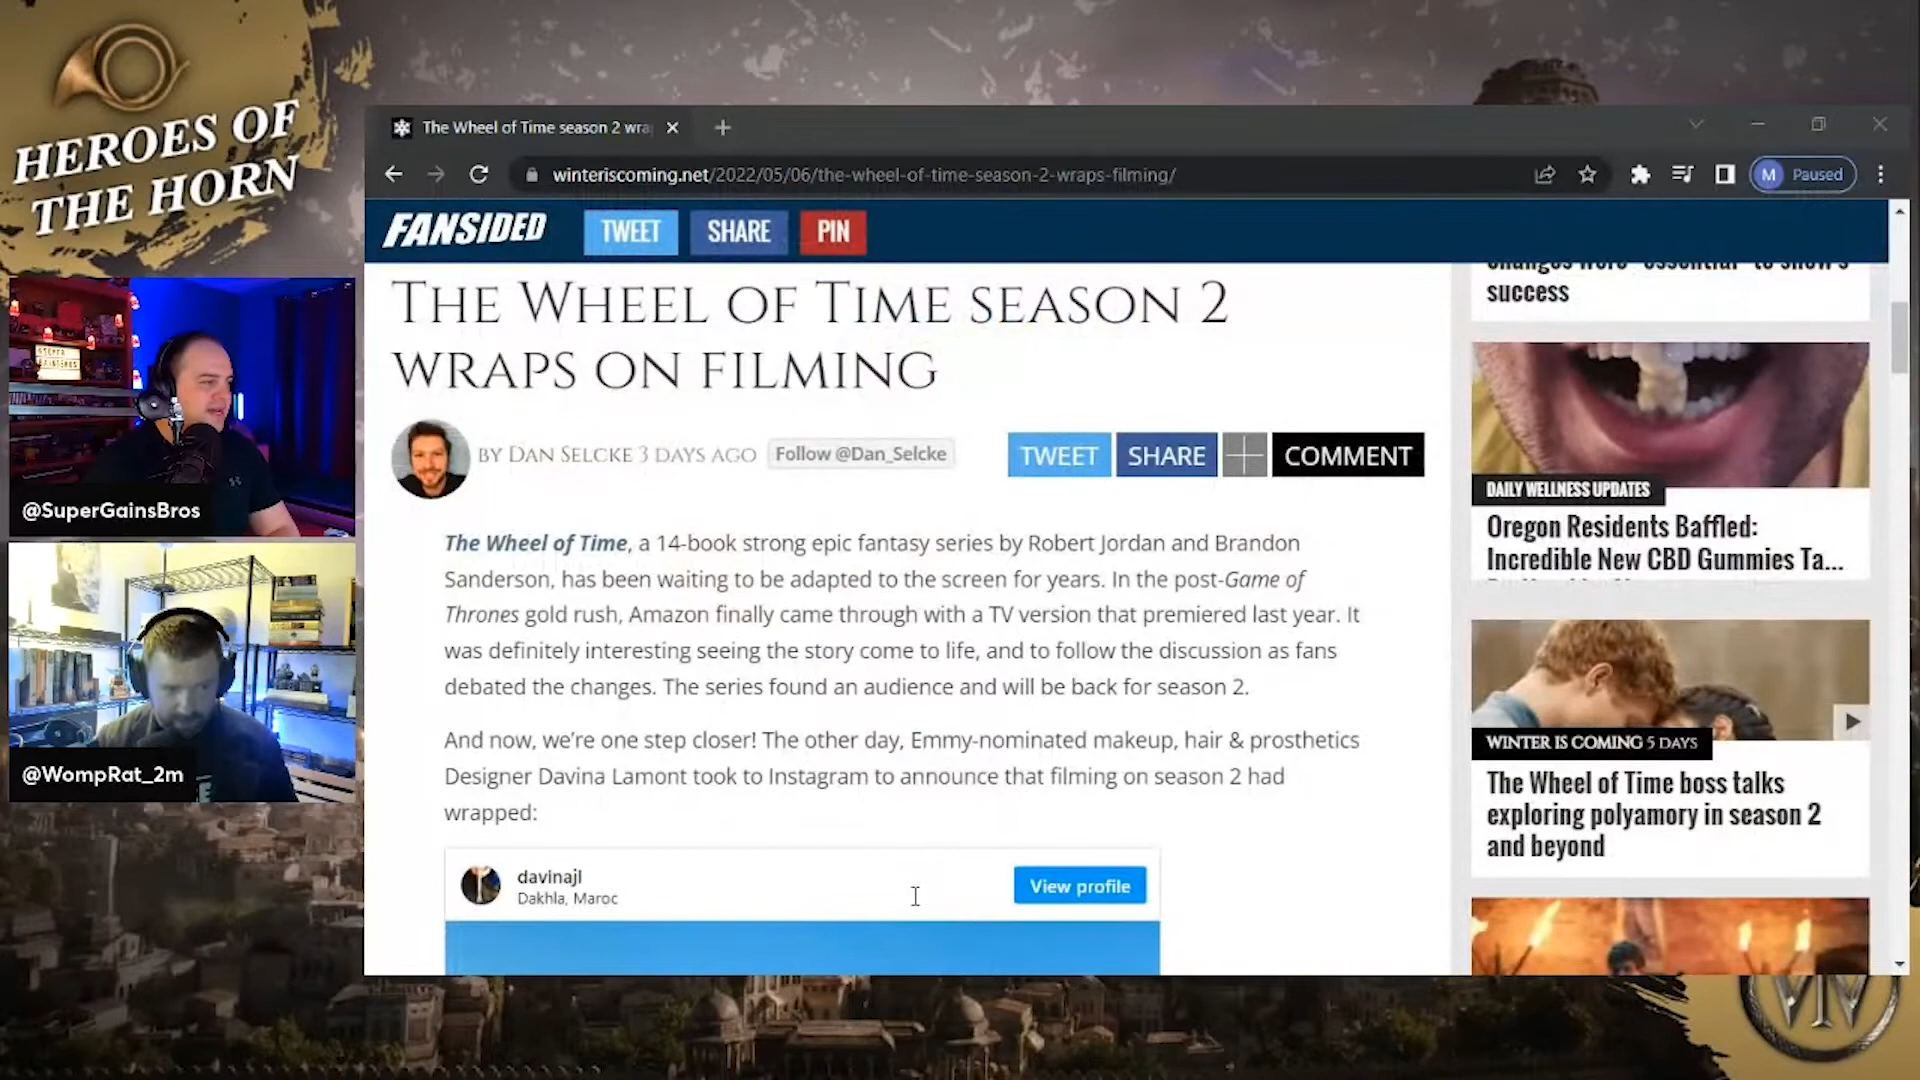 HEROES OF
THE HORN
@SuperGainsBros
@WompRat_2m
The Wheel of Time season 2 wra
winteriscoming.net/2022/05/06/the-wheel-of-time-season-2-wraps-filming/
M Paused
FANSIDED
TWEET
SHARE
PIN
THE WHEEL OF TIME SEASON 2
WRAPS ON FILMING
BY DAN SELCKE 3 DAYS AGO
Follow @Dan_Selcke
TWEET
SHARE
COMMENT
The Wheel of Time, a 14-book strong epic fantasy series by Robert Jordan and Brandon
Sanderson, has been waiting to be adapted to the screen for years. In the post-Game of
Thrones gold rush, Amazon finally came through with a TV version that premiered last year. It
was definitely interesting seeing the story come to life, and to follow the discussion as fans
debated the changes. The series found an audience and will be back for season 2.
And now, we're one step closer! The other day, Emmy-nominated makeup, hair & prosthetics
Designer Davina Lamont took to Instagram to announce that filming on season 2 had
wrapped:
davinajl
Dakhla, Maroc
View profile
changes were "essential" to show's
success
DAILY WELLNESS UPDATES
Oregon Residents Baffled:
Incredible New CBD Gummies Ta...
WINTER IS COMING 5 DAYS
The Wheel of Time boss talks
exploring polyamory in season 2
and beyond